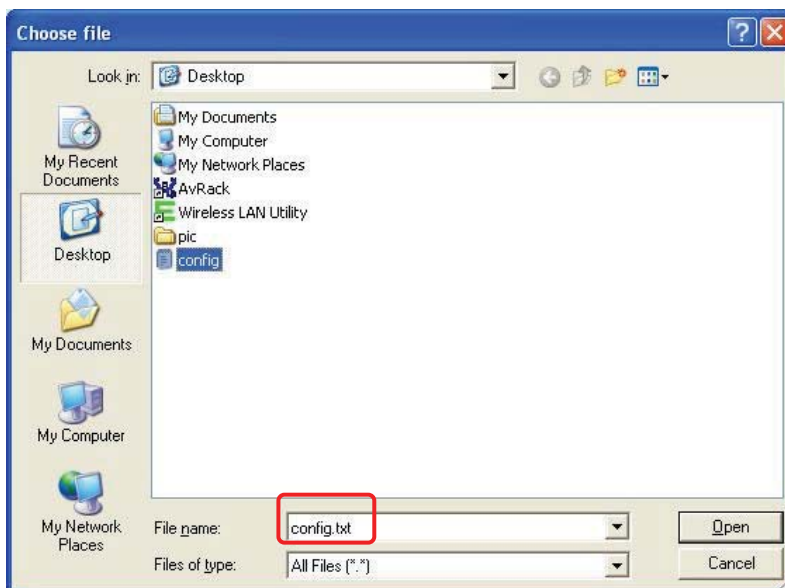 Choose file
Look in:
Desktop
My Recent
Documents
Desktop
My Documents
My Computer
My Network
Places
My Documents
My Computer
My Network Places
AvRack
Wireless LAN Utility
pic
config
File name:
config.txt
Open
Files of type:
All Files (*.*)
Cancel